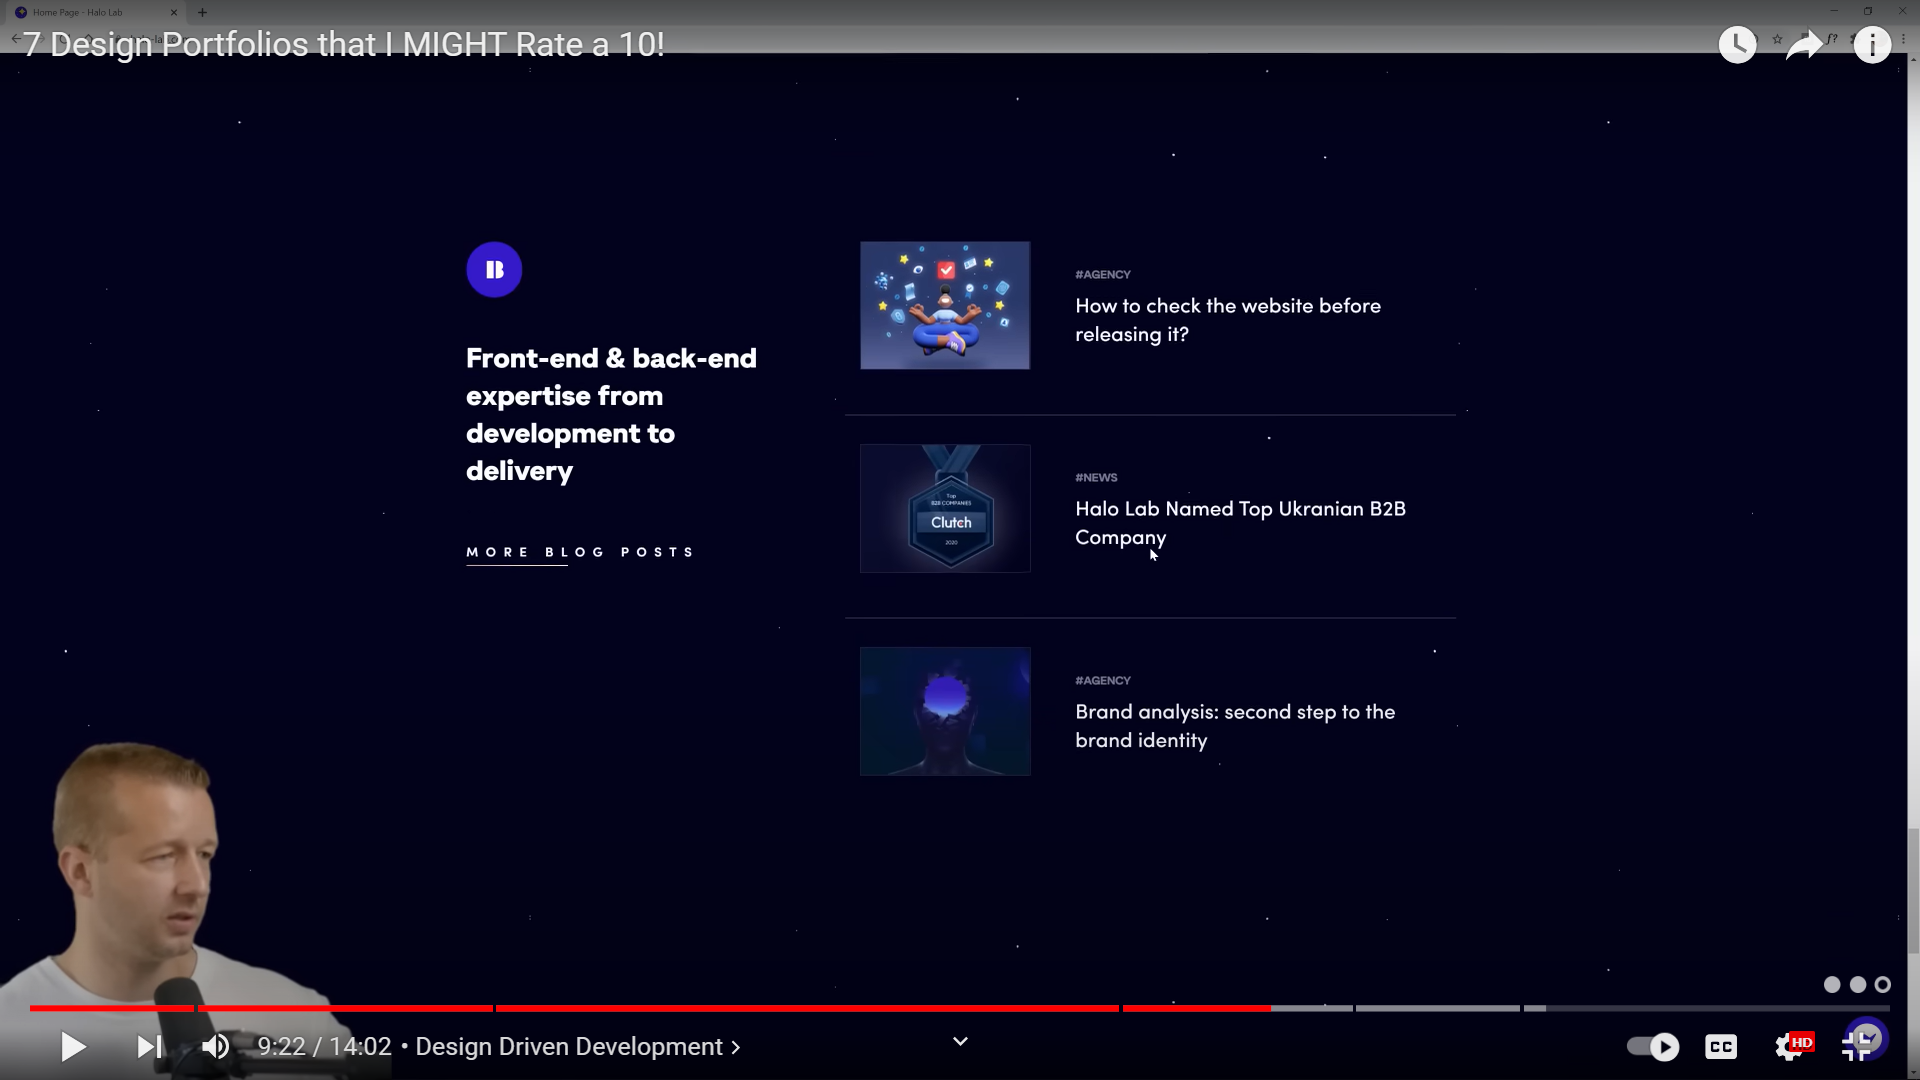 Home Page - Halo Lab
7 Design Portfolios that I MIGHT Rate a 10!
f?
B
Front-end & back-end
expertise from
development to
delivery
MORE BLOG POSTS
#AGENCY
How to check the website before
releasing it?
Top
B2B COMPANIES
Clutch
2020
#NEWS
Halo Lab Named Top Ukranian B2B
Company
#AGENCY
Brand analysis: second step to the
brand identity
9:22 / 14:02 • Design Driven Development
CC
HD